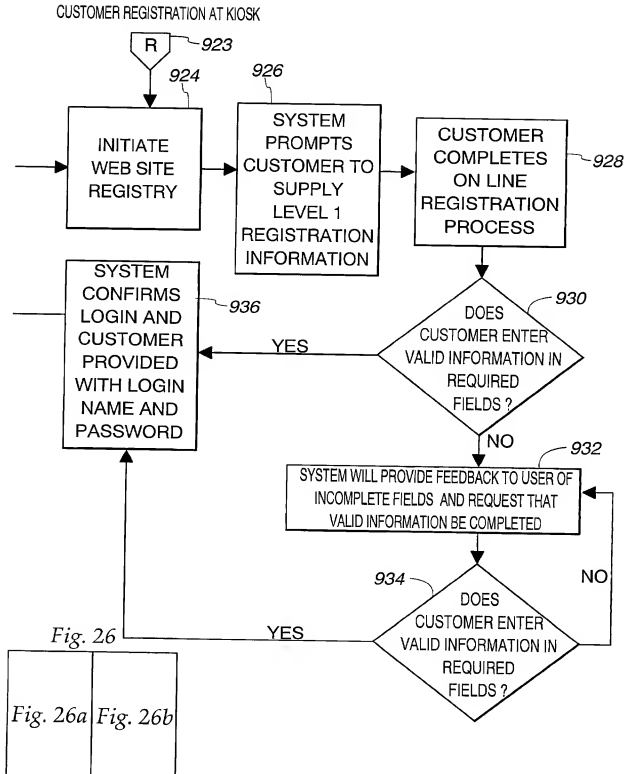 CUSTOMER REGISTRATION AT KIOSK
R
923
924
INITIATE
WEB SITE
REGISTRY
926
SYSTEM
PROMPTS
CUSTOMER TO
SUPPLY
LEVEL 1
REGISTRATION
INFORMATION
CUSTOMER
COMPLETES
ON LINE
REGISTRATION
PROCESS
928
930
DOES
CUSTOMER ENTER
VALID INFORMATION IN
REQUIRED
FIELDS ?
YES
NO
SYSTEM
CONFIRMS
LOGIN AND
CUSTOMER
PROVIDED
WITH LOGIN
NAME AND
PASSWORD
936
932
SYSTEM WILL PROVIDE FEEDBACK TO USER OF
INCOMPLETE FIELDS AND REQUEST THAT
VALID INFORMATION BE COMPLETED
934
DOES
CUSTOMER ENTER
VALID INFORMATION IN
REQUIRED
FIELDS ?
NO
YES
Fig. 26
Fig. 26a
Fig. 26b